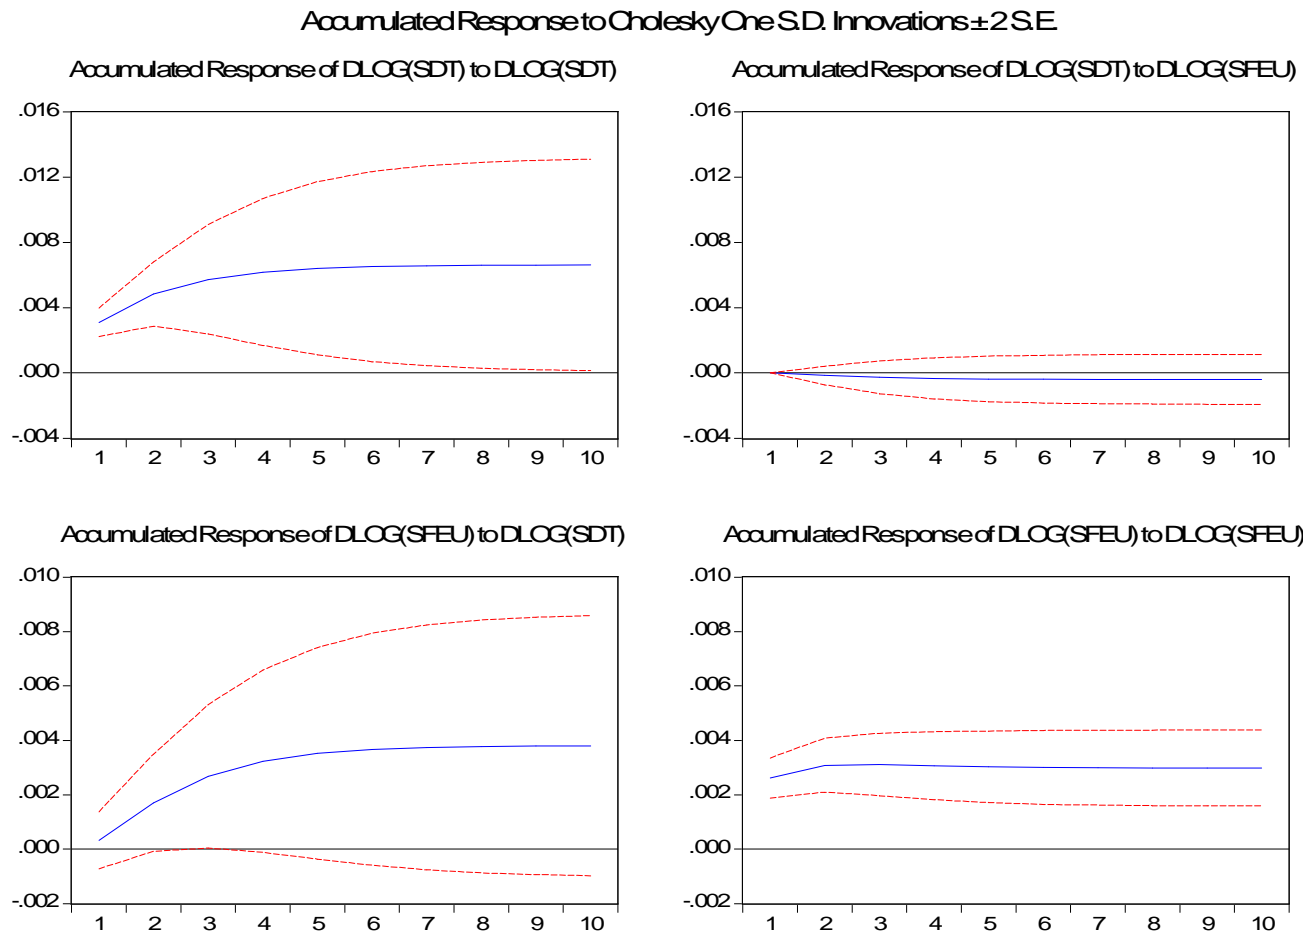 Accumulated Response to Cholesky One S.D. Innovations ± 2 S.E.
Accumulated Response of DLOG(SDT) to DLOG(SDT)
.016
.012
.008
.004
.000
-.004
1 2 3 4 5 6 7 8 9 10
Accumulated Response of DLOG(SDT) to DLOG(SFEU)
.016
.012
.008
.004
.000
-.004
1 2 3 4 5 6 7 8 9 10
Accumulated Response of DLOG(SFEU) to DLOG(SDT)
.010
.008
.006
.004
.002
.000
-.002
1 2 3 4 5 6 7 8 9 10
Accumulated Response of DLOG(SFEU) to DLOG(SFEU)
.010
.008
.006
.004
.002
.000
-.002
1 2 3 4 5 6 7 8 9 10